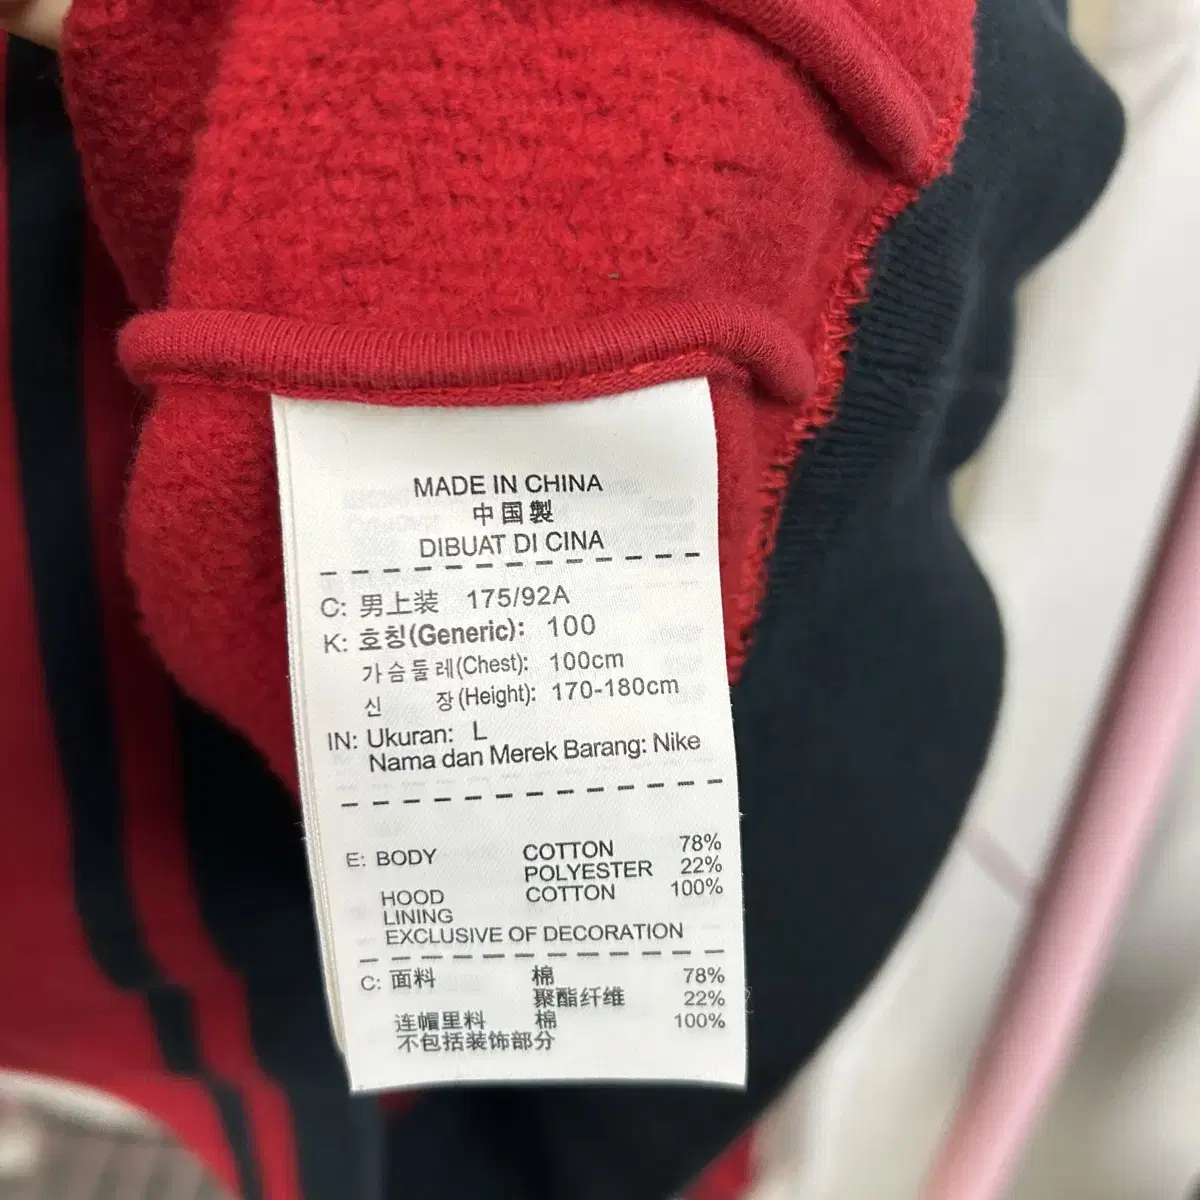 MADE IN CHINA
中国製
DIBUAT DI CINA
C: 男上装 175/92A
K: 호칭(Generic): 100
가슴둘레(Chest): 100cm
신 장(Height): 170-180cm
IN: Ukuran: L
Nama dan Merek Barang: Nike
E: BODY COTTON 78%
POLYESTER 22%
HOOD COTTON 100%
LINING
EXCLUSIVE OF DECORATION
C: 面料 棉 78%
聚酯纤维 22%
连帽里料 棉 100%
不包括装饰部分